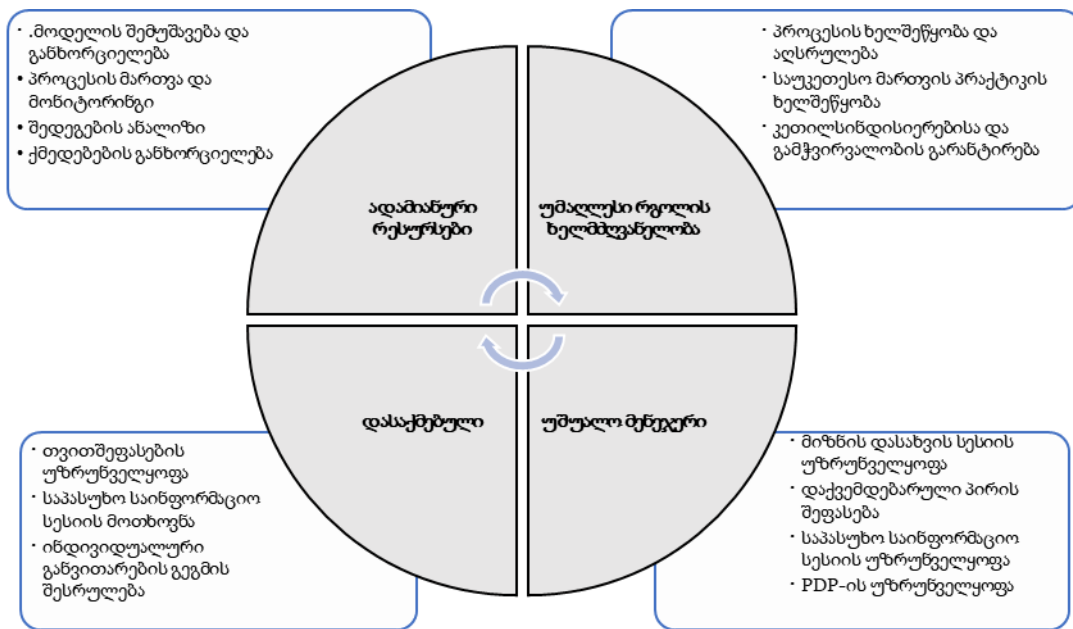 · .მოდელის შემუშავება და
განხორციელება
• პროცესის მართვა და
მონიტორინგი
• შედეგების ანალიზი
• ქმედებების განხორციელება
· პროცესის ხელშეწყობა და
აღსრულება
· საუკეთესო მართვის პრაქტიკის
ხელშეწყობა
· კეთილსინდისიერებისა და
გამჭვირვალობის გარანტირება
ადამიანური
რესურსები
უმაღლესი რგოლის
ხელმძღვანელობა
დასაქმებული
უშუალო მენეჯერი
· თვითშეფასების
უზრუნველყოფა
· საპასუხო საინფორმაციო
სესიის მოთხოვნა
· ინდივიდუალური
განვითარების გეგმის
შესრულება
· მიზნის დასახვის სესიის
უზრუნველყოფა
· დაქვემდებარული პირის
შეფასება
· საპასუხო საინფორმაციო
სესიის უზრუნველყოფა
· PDP-ის უზრუნველყოფა